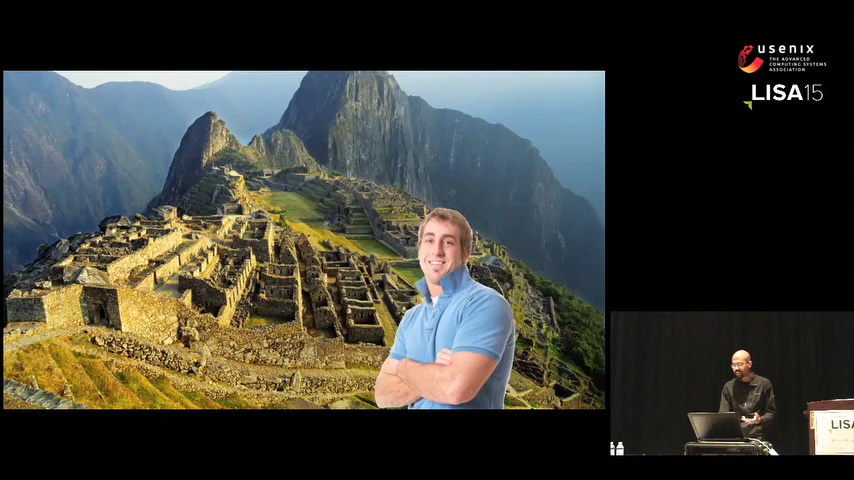 usenix
THE ADVANCED
COMPUTING SYSTEMS
ASSOCIATION
LISA15
LISA